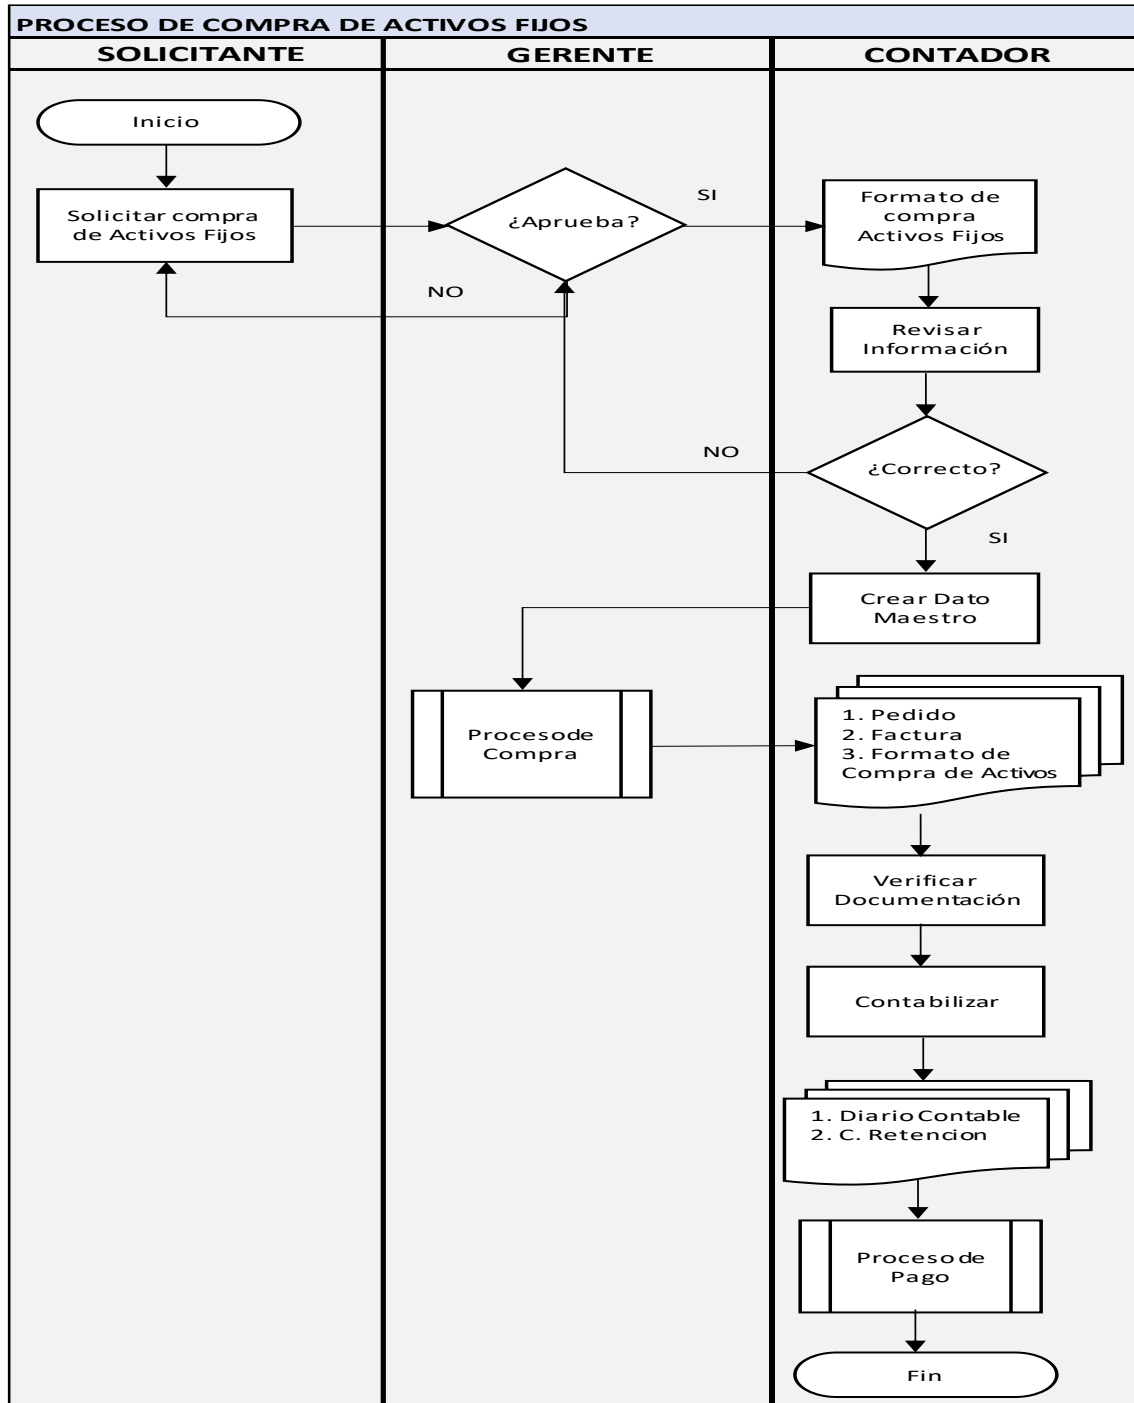 PROCESO DE COMPRA DE ACTIVOS FIJOS
SOLICITANTE
GERENTE
CONTADOR
Inicio
Solicitar compra
de Activos Fijos
¿Aprueba?
SI
NO
Formato de
compra
Activos Fijos
Revisar
Información
¿Correcto?
NO
SI
Crear Dato
Maestro
Proceso de
Compra
1. Pedido
2. Factura
3. Formato de
Compra de Activos
Verificar
Documentación
Contabilizar
1. Diario Contable
2. C. Retencion
Proceso de
Pago
Fin